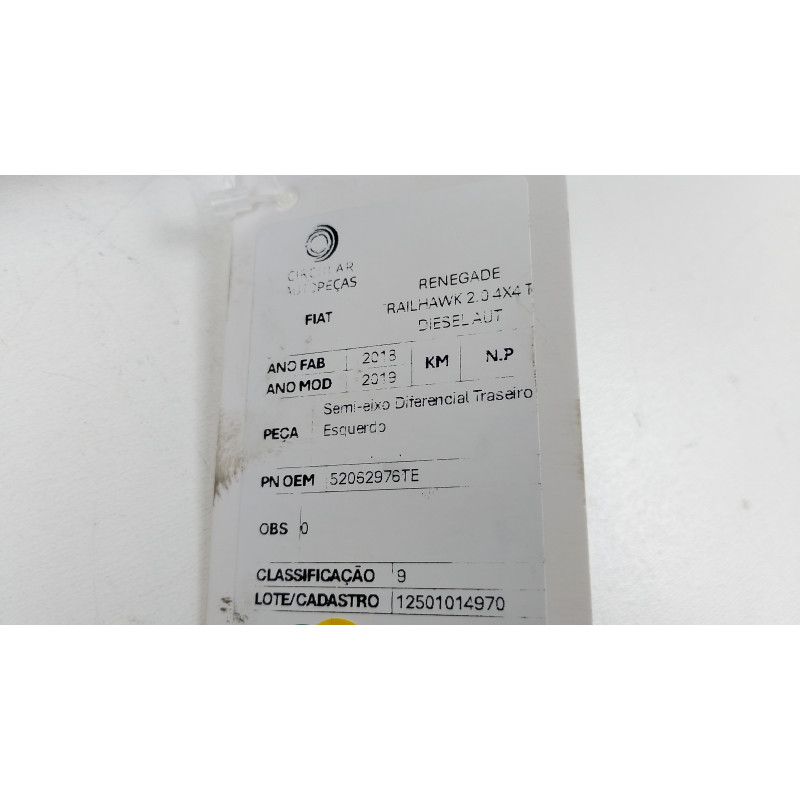 CIRCULAR
AUTOPEÇAS
FIAT
RENEGADE
TRAILHAWK 2.0 4X4 T
DIESEL AUT
ANO FAB 2018
ANO MOD 2019
KM N.P
PEÇA Semi-eixo Diferencial Traseiro
Esquerdo
PN OEM 52062976TE
OBS 0
CLASSIFICAÇÃO 9
LOTE/CADASTRO 12501014970